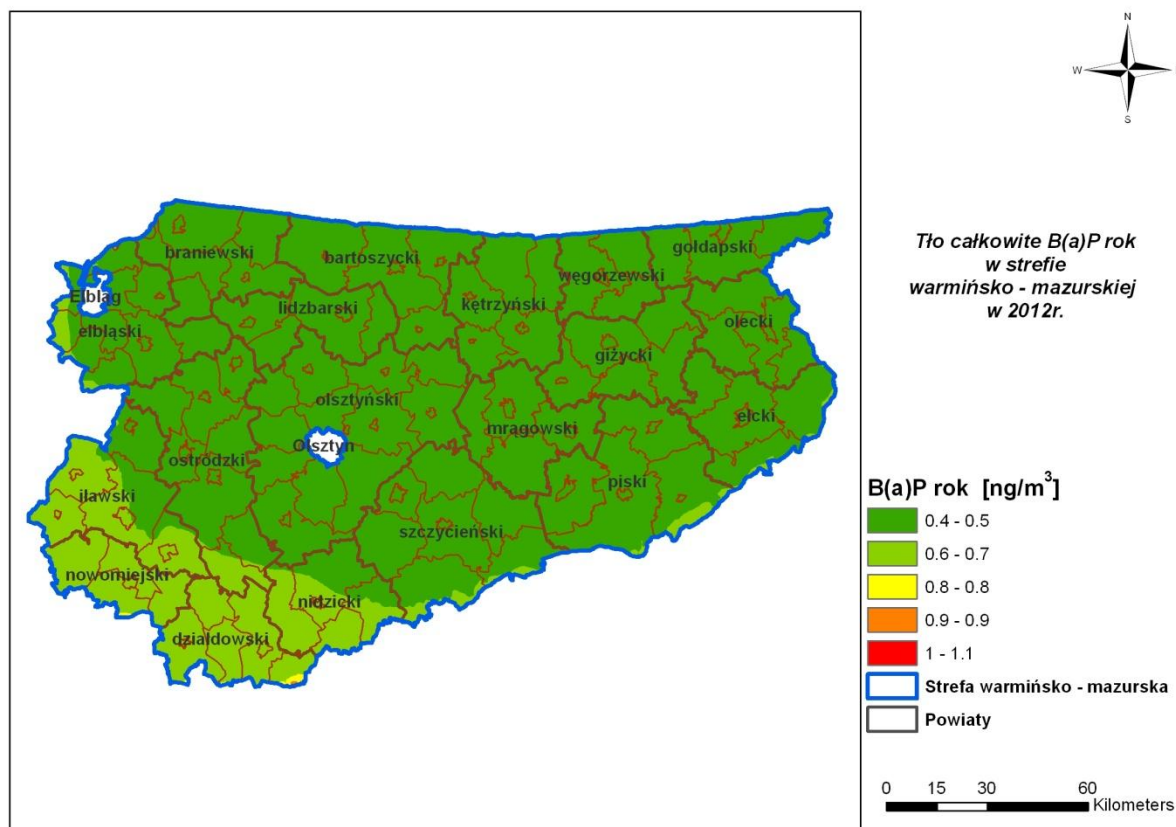 N
W
S
Tło całkowite B(a)P rok
w strefie
warmińsko - mazurskiej
w 2012r.
gołdapski
braniewski
bartoszycki
węgorzewski
Elbląg
lidzbarski
kętrzyński
olecki
elbląski
giżycki
olsztyński
ełcki
mrągowski
Olsztyn
ostródzki
piski
iławski
szczycieński
nowomiejski
nidzicki
działdowski
B(a)P rok [ng/m³]
0.4 - 0.5
0.6 - 0.7
0.8 - 0.8
0.9 - 0.9
1 - 1.1
Strefa warmińsko - mazurska
Powiaty
0 15 30 60
Kilometers